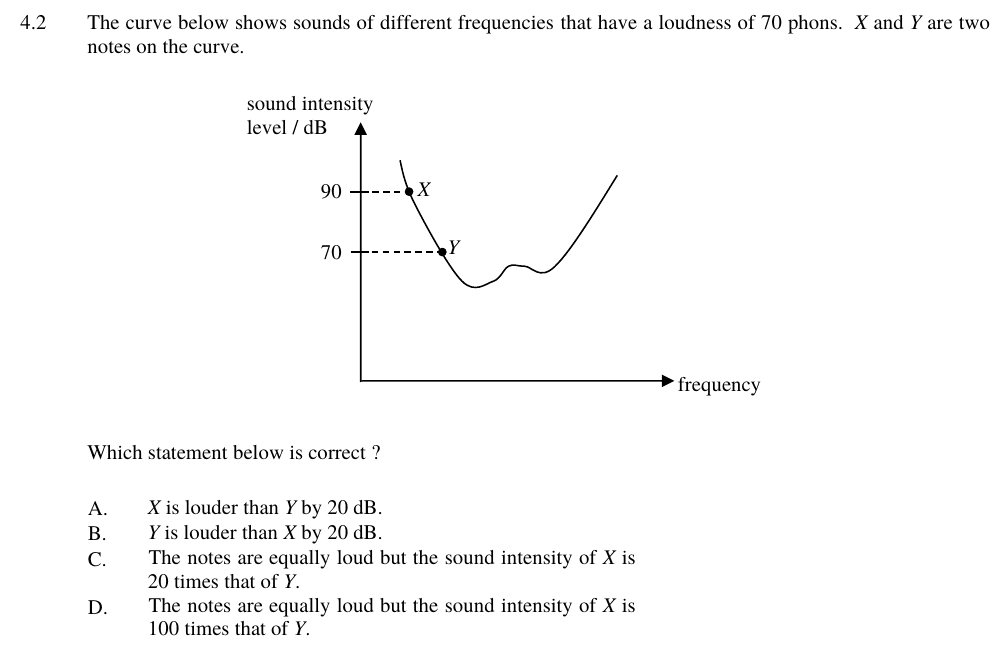 4.2 The curve below shows sounds of different frequencies that have a loudness of 70 phons. X and Y are two
notes on the curve.
sound intensity
level / dB
90
X
70
Y
frequency
Which statement below is correct ?
A. X is louder than Y by 20 dB.
B. Y is louder than X by 20 dB.
C. The notes are equally loud but the sound intensity of X is
20 times that of Y.
D. The notes are equally loud but the sound intensity of X is
100 times that of Y.